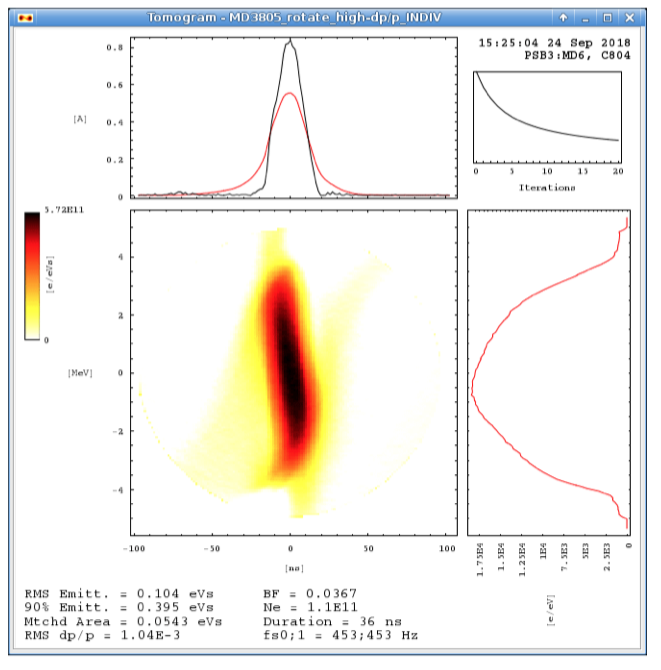 Tomogram - MD3805_rotate_high-dp/p_INDIV
15:25:04 24 Sep 2018
PSB3:MD6, C804
0.8
0.6
[A]
0.4
0.2
0
0 5 10 15 20
Iterations
5.72E11
[e/eVs]
0
4
2
[MeV]
0
-2
-4
-100 -50 0 50 100
[ns]
1.75E4 1.5E4 1.25E4 1E4 7.5E3 5E3 2.5E3 0
[e/eV]
RMS Emitt. = 0.104 eVs
BF = 0.0367
90% Emitt. = 0.395 eVs
Ne = 1.1E11
Mtchd Area = 0.0543 eVs
Duration = 36 ns
RMS dp/p = 1.04E-3
fs0;1 = 453;453 Hz